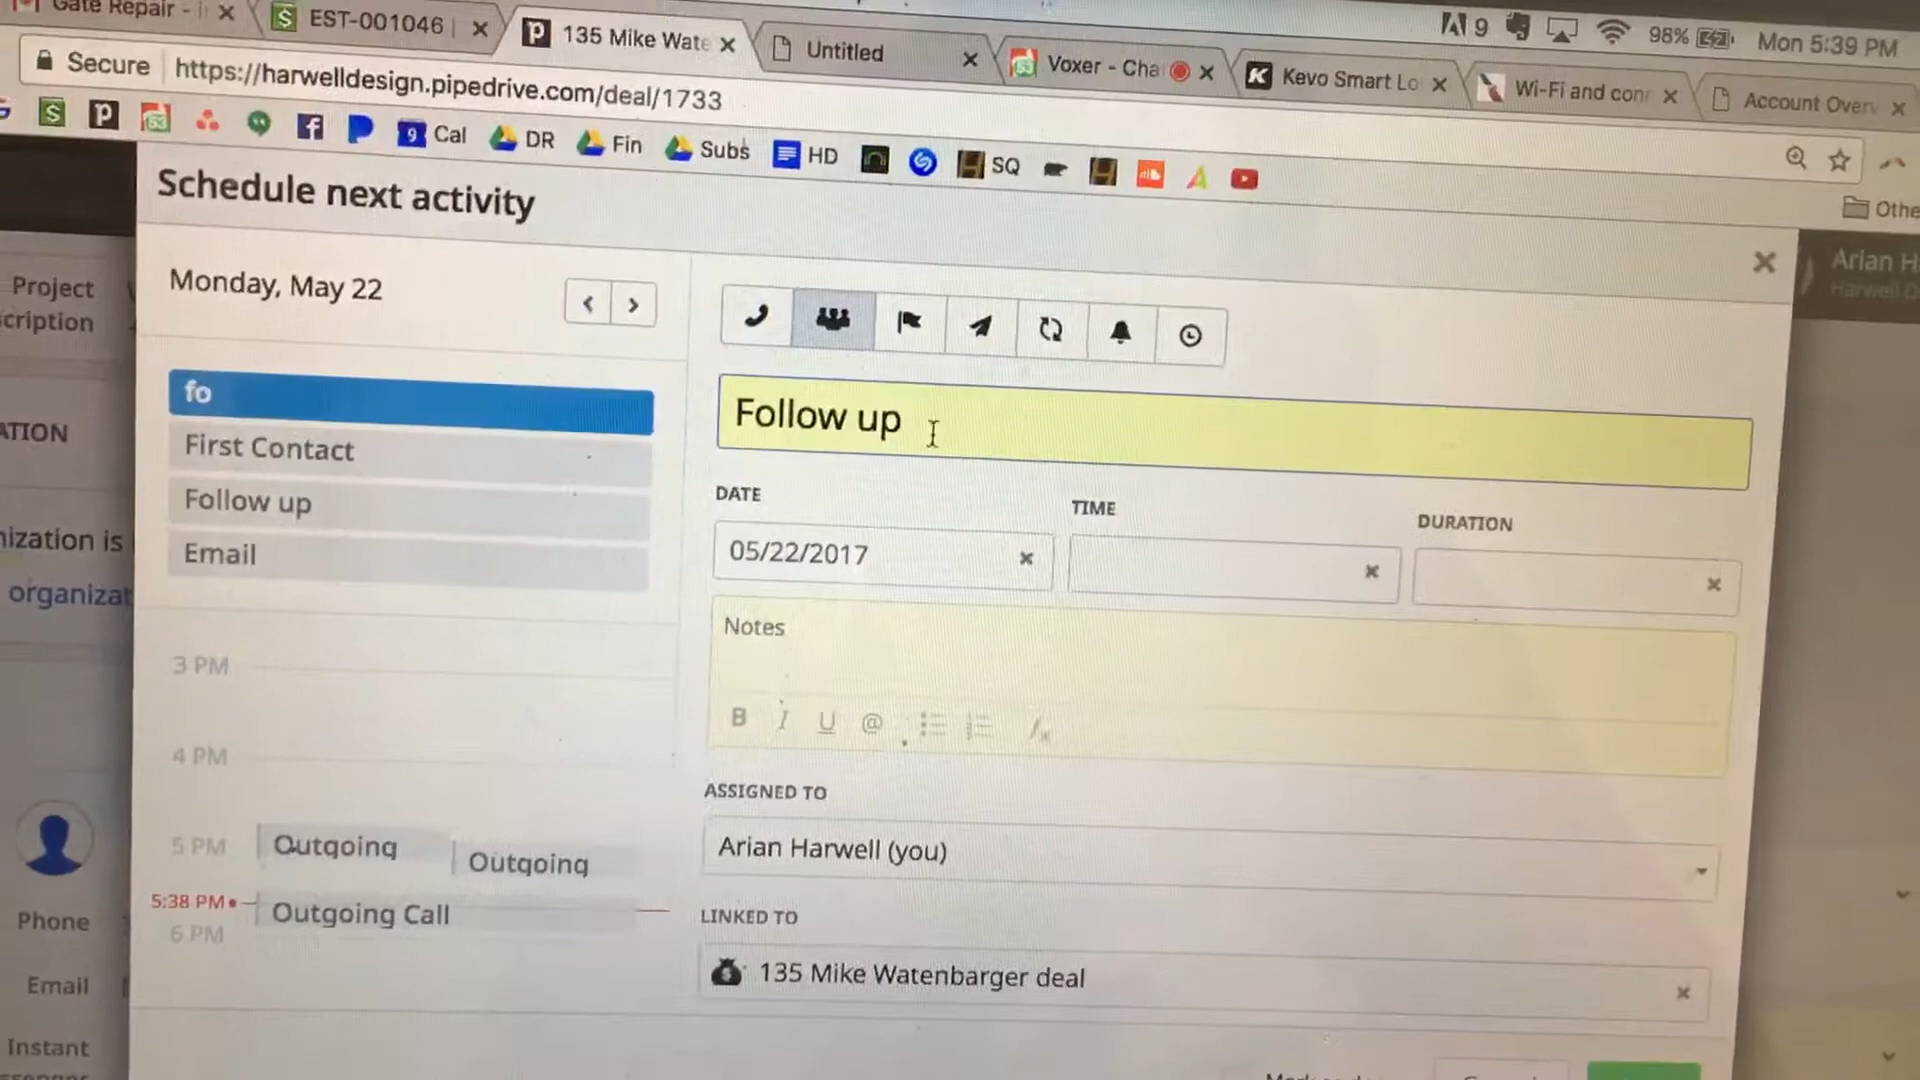 Gate Repair -
EST-001046
135 Mike Wate
Untitled
Voxer - Cha
Kevo Smart Lo
Wi-Fi and conn
Account Over
9 98% Mon 5:39 PM
Secure https://harwelldesign.pipedrive.com/deal/1733
Cal DR Fin Subs HD SQ
Othe
Schedule next activity
Arian H
Harwell D
Project
cription
ATION
nization is
organizat
Phone
Email
Instant
Monday, May 22
fo
First Contact
Follow up
Email
3 PM
4 PM
5 PM Outgoing Outgoing
5:38 PM Outgoing Call
6 PM
Follow up
DATE TIME DURATION
05/22/2017
Notes
B I U @
ASSIGNED TO
Arian Harwell (you)
LINKED TO
135 Mike Watenbarger deal